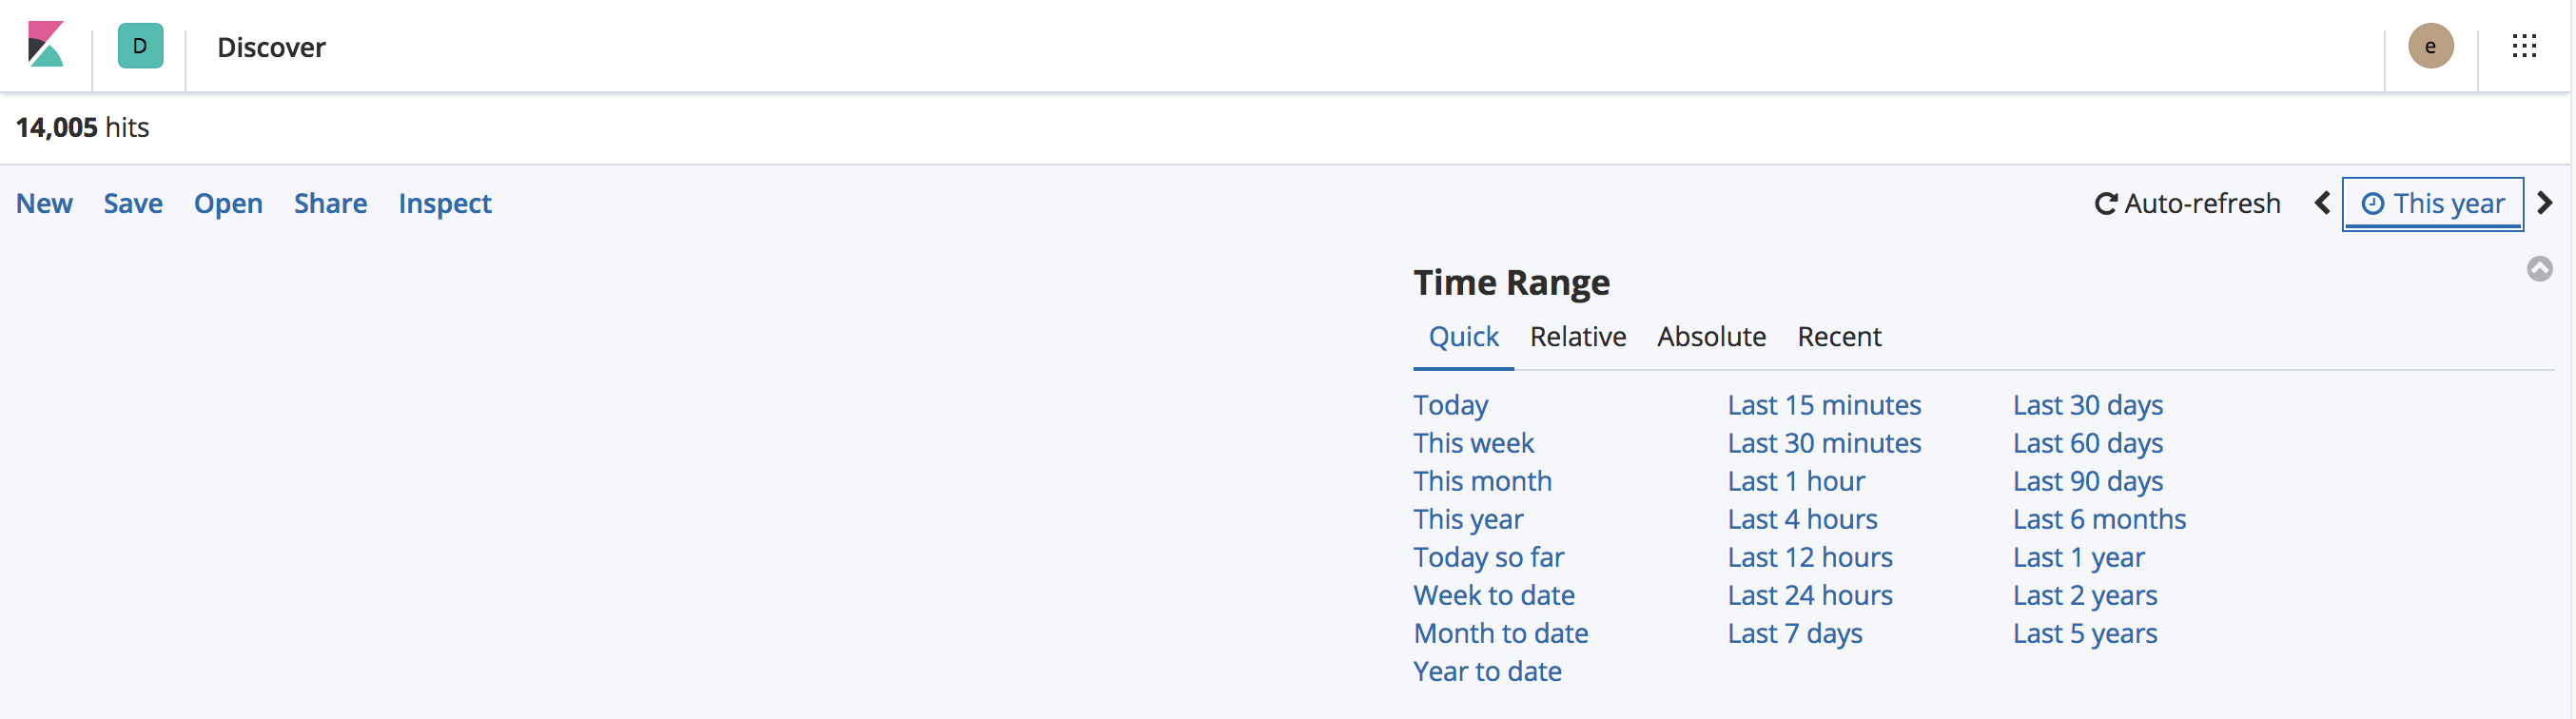 D Discover e
14,005 hits
New Save Open Share Inspect Auto-refresh This year
Time Range
Quick Relative Absolute Recent
Today Last 15 minutes Last 30 days
This week Last 30 minutes Last 60 days
This month Last 1 hour Last 90 days
This year Last 4 hours Last 6 months
Today so far Last 12 hours Last 1 year
Week to date Last 24 hours Last 2 years
Month to date Last 7 days Last 5 years
Year to date